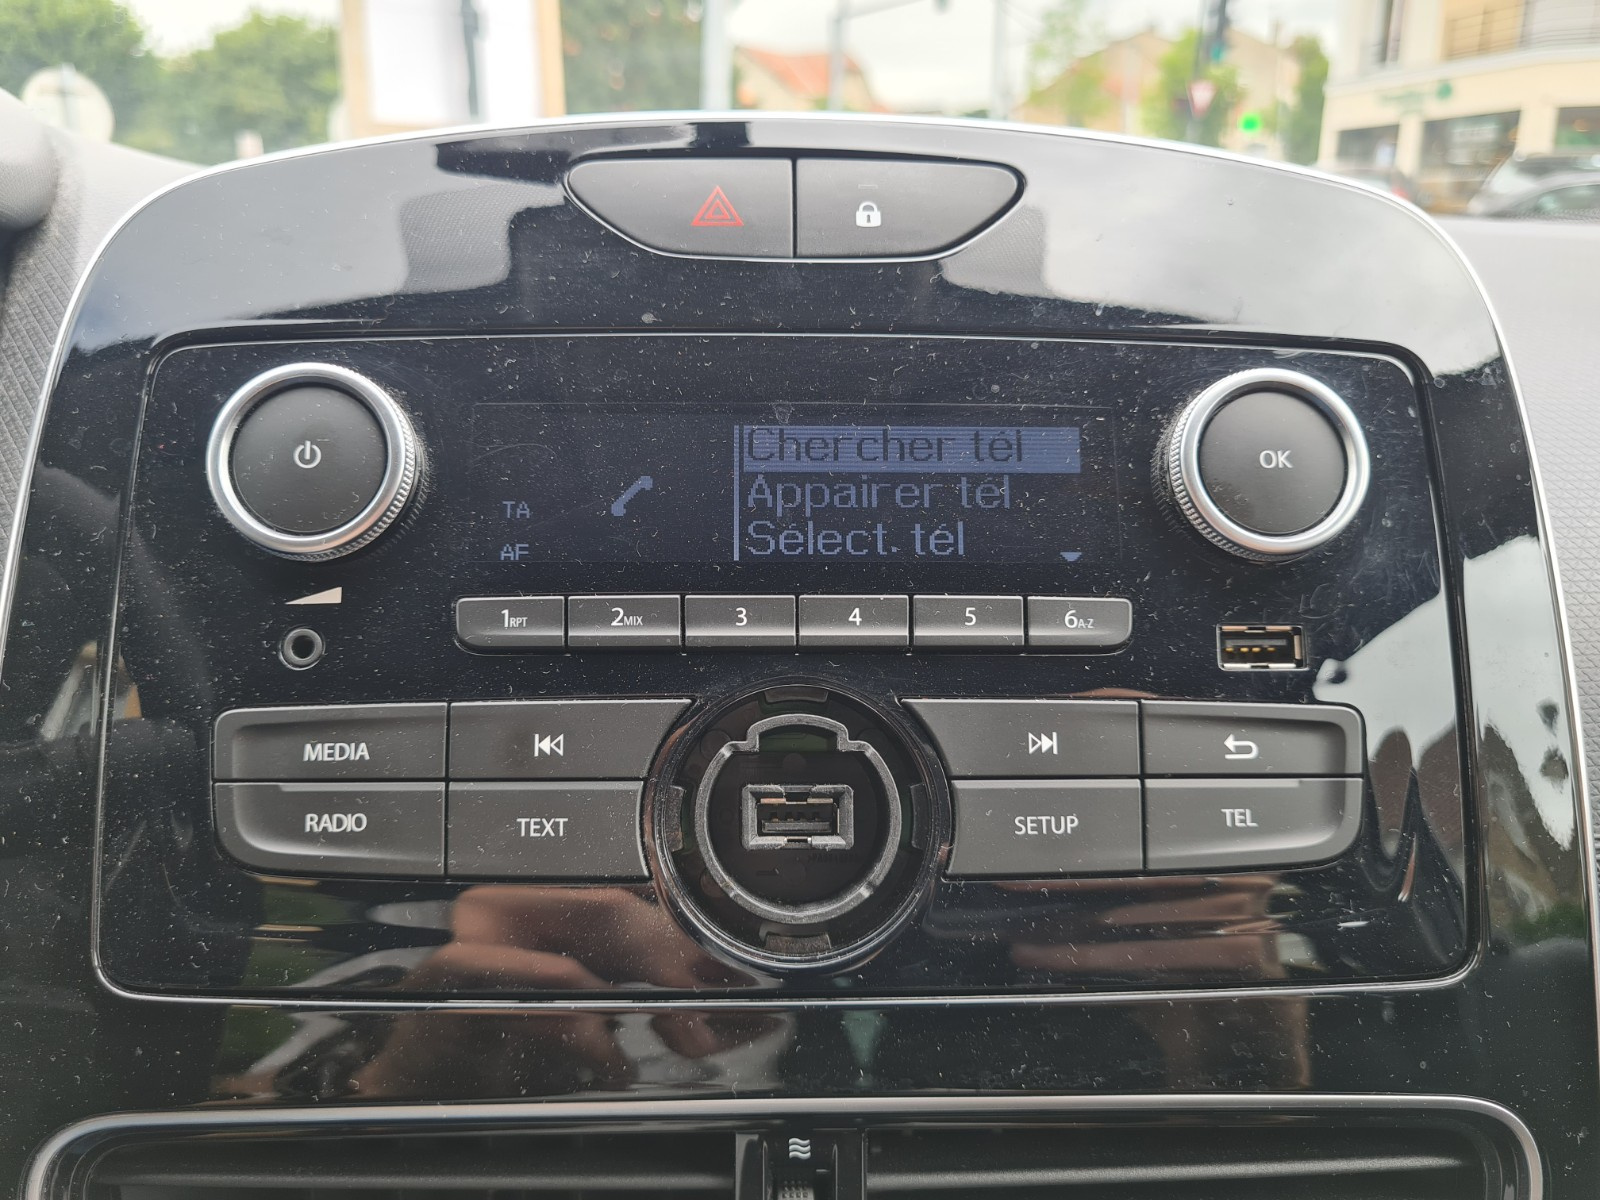 Chercher tél
TA
Appairer tél
AF
Sélect. tél
OK
1RPT
2MIX
3
4
5
6A-Z
MEDIA
RADIO
TEXT
SETUP
TEL